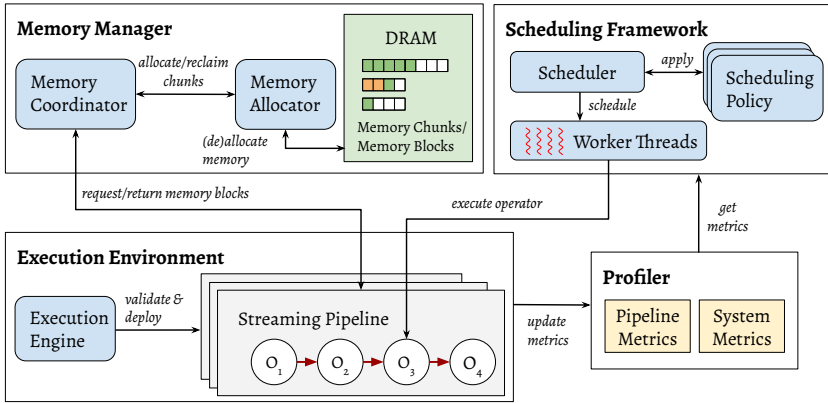 Memory Manager
Memory
Coordinator
allocate/reclaim
chunks
Memory
Allocator
(de)allocate
memory
DRAM
Memory Chunks/
Memory Blocks
request/return memory blocks
Scheduling Framework
Scheduler
apply
Scheduling
Policy
schedule
Worker Threads
execute operator
get
metrics
Execution Environment
Execution
Engine
validate &
deploy
Streaming Pipeline
O1
O2
O3
O4
update
metrics
Profiler
Pipeline
Metrics
System
Metrics